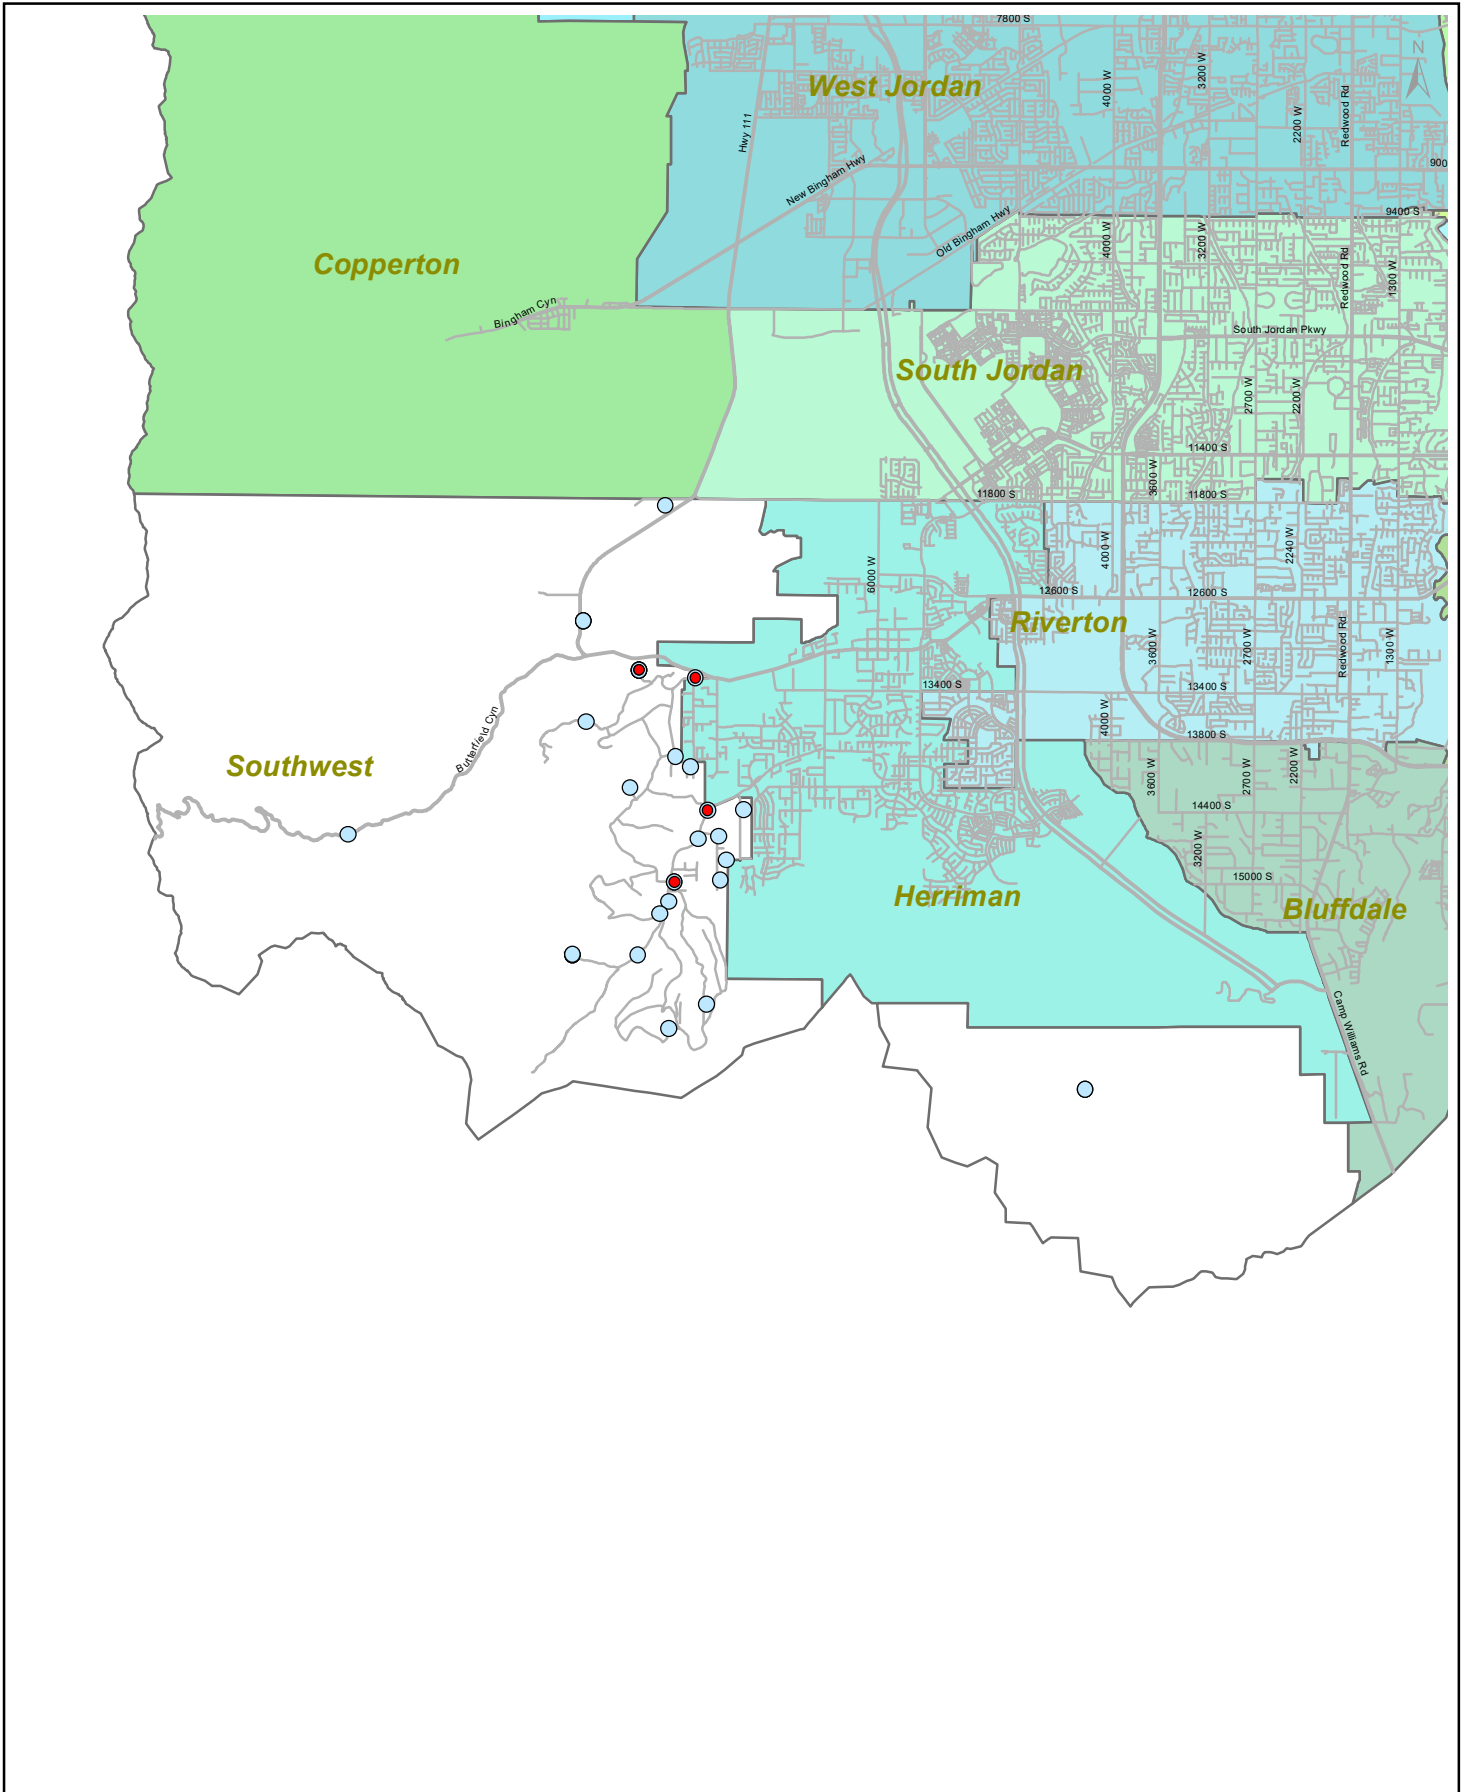 7800 S
N
West Jordan
4000 W
3200 W
Redwood Rd
2200 W
Hwy 111
900
New Bingham Hwy
9400 S
Old Bingham Hwy
4000 W
3200 W
Copperton
Redwood Rd
1300 W
Bingham Cyn
South Jordan Pkwy
South Jordan
2700 W
2200 W
11400 S
3600 W
11800 S
11800 S
4000 W
2240 W
6000 W
12600 S
12600 S
Riverton
3600 W
2700 W
Redwood Rd
1300 W
13400 S
13400 S
4000 W
Butterfield Cyn
13800 S
Southwest
3600 W
2700 W
2200 W
14400 S
3200 W
15000 S
Herriman
Bluffdale
Camp Williams Rd